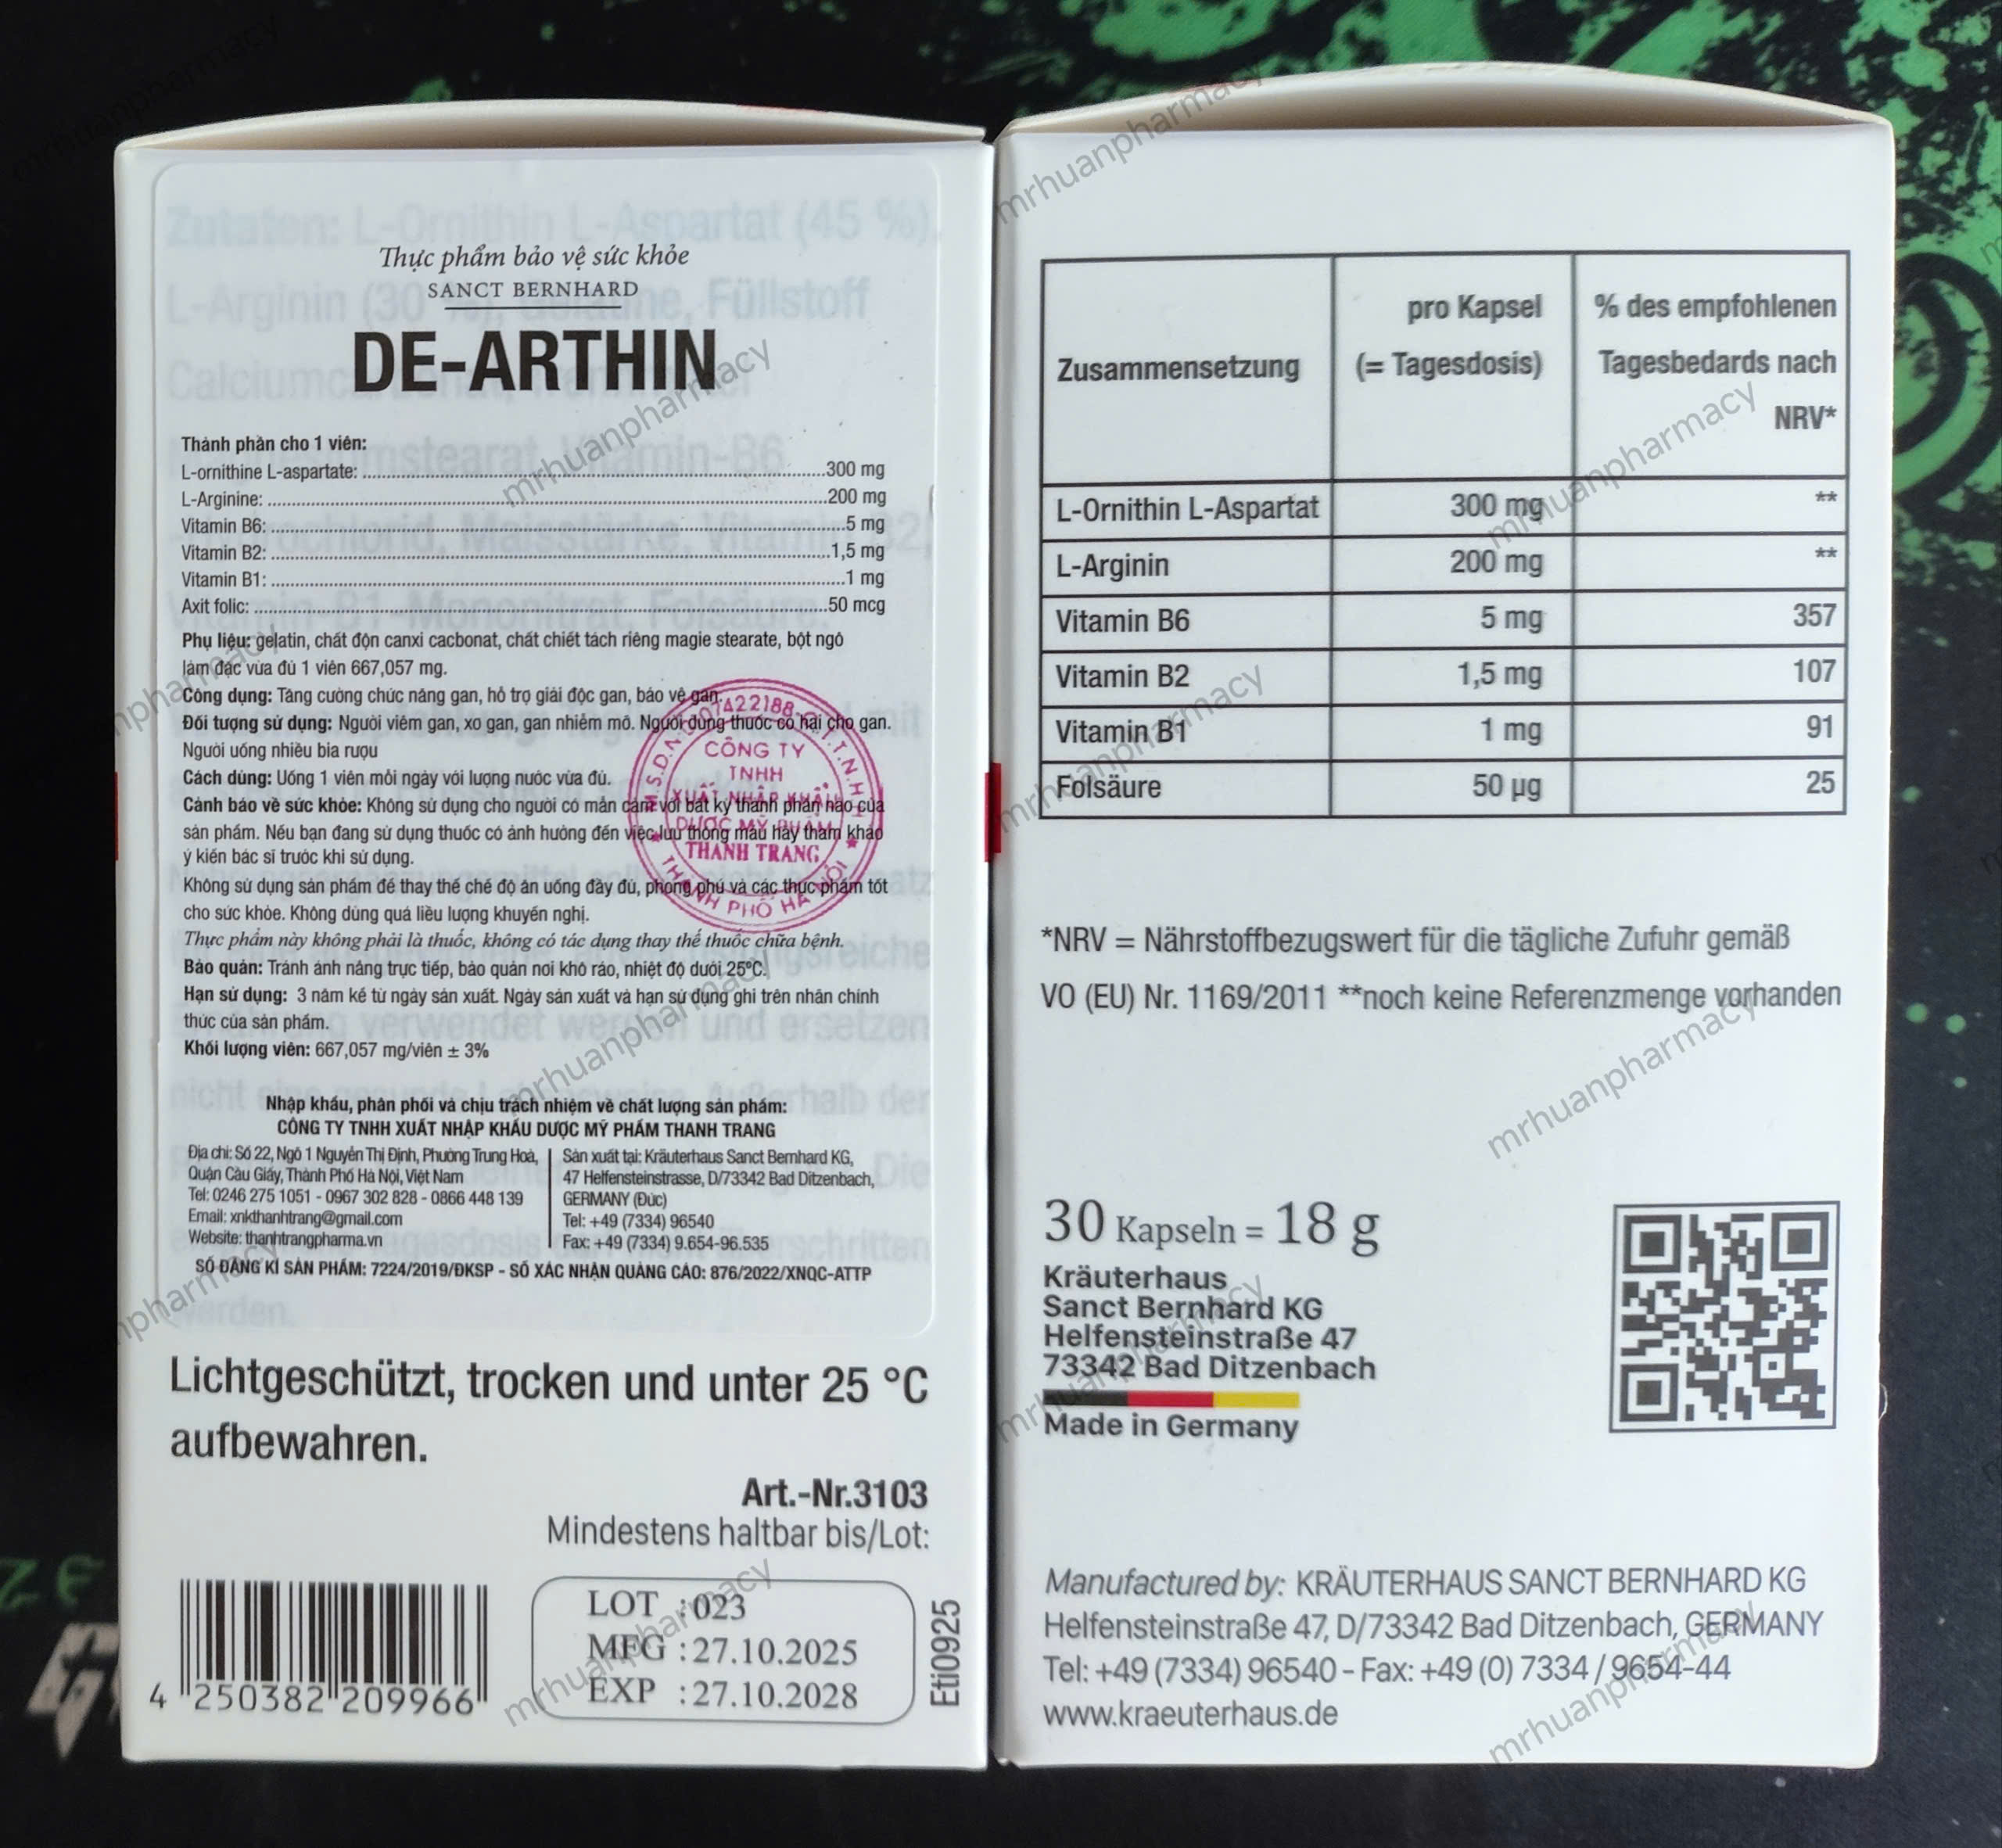 Thực phẩm bảo vệ sức khỏe
SANCT BERNHARD
DE-ARTHIN
Thành phần cho 1 viên:
L-ornithine L-aspartate: 300 mg
L-Arginine: 200 mg
Vitamin B6: 5 mg
Vitamin B2: 1,5 mg
Vitamin B1: 1 mg
Axit folic: 50 mcg
Phụ liệu: gelatin, chất độn canxi cacbonat, chất chiết tách riêng magie stearate, bột ngô
làm đặc vừa đủ 1 viên 667,057 mg.
Công dụng: Tăng cường chức năng gan, hỗ trợ giải độc gan, bảo vệ gan.
Đối tượng sử dụng: Người viêm gan, xơ gan, gan nhiễm mỡ. Người dùng thuốc có hại cho gan.
Người uống nhiều bia rượu
Cách dùng: Uống 1 viên mỗi ngày với lượng nước vừa đủ.
Cảnh báo về sức khỏe: Không sử dụng cho người có mẫn cảm với bất kỳ thành phần nào của
sản phẩm. Nếu bạn đang sử dụng thuốc có ảnh hưởng đến việc lưu thông máu hãy tham khảo
ý kiến bác sĩ trước khi sử dụng.
Không sử dụng sản phẩm để thay thế chế độ ăn uống đầy đủ, phong phú và các thực phẩm tốt
cho sức khỏe. Không dùng quá liều lượng khuyến nghị.
Thực phẩm này không phải là thuốc, không có tác dụng thay thế thuốc chữa bệnh.
Bảo quản: Tránh ánh nắng trực tiếp, bảo quản nơi khô ráo, nhiệt độ dưới 25°C.
Hạn sử dụng: 3 năm kể từ ngày sản xuất. Ngày sản xuất và hạn sử dụng ghi trên nhãn chính
thức của sản phẩm.
Khối lượng viên: 667,057 mg/viên ± 3%
CÔNG TY
TNHH
XUẤT NHẬP KHẨU
DƯỢC MỸ PHẨM
THANH TRANG
THÀNH PHỐ HÀ NỘI
Nhập khẩu, phân phối và chịu trách nhiệm về chất lượng sản phẩm:
CÔNG TY TNHH XUẤT NHẬP KHẨU DƯỢC MỸ PHẨM THANH TRANG
Địa chỉ: Số 22, Ngõ 1 Nguyễn Thị Định, Phường Trung Hoà,
Quận Cầu Giấy, Thành Phố Hà Nội, Việt Nam
Tel: 0246 275 1051 - 0967 302 828 - 0866 448 139
Email: xnkthanhtrang@gmail.com
Website: thanhtrangpharma.vn
Sản xuất tại: Kräuterhaus Sanct Bernhard KG,
47 Helfensteinstrasse, D/73342 Bad Ditzenbach,
GERMANY (Đức)
Tel: +49 (7334) 96540
Fax: +49 (7334) 9.654-96.535
SỐ ĐĂNG KÍ SẢN PHẨM: 7224/2019/ĐKSP - SỐ XÁC NHẬN QUẢNG CÁO: 876/2022/XNQC-ATTP
Lichtgeschützt, trocken und unter 25 °C
aufbewahren.
Art.-Nr.3103
Mindestens haltbar bis/Lot:
LOT :023
MFG :27.10.2025
EXP :27.10.2028
Eti0925
4 250382 209966
Zusammensetzung
pro Kapsel
(= Tagesdosis)
% des empfohlenen
Tagesbedards nach
NRV*
L-Ornithin L-Aspartat 300 mg **
L-Arginin 200 mg **
Vitamin B6 5 mg 357
Vitamin B2 1,5 mg 107
Vitamin B1 1 mg 91
Folsäure 50 µg 25
*NRV = Nährstoffbezugswert für die tägliche Zufuhr gemäß
VO (EU) Nr. 1169/2011 **noch keine Referenzmenge vorhanden
30 Kapseln = 18 g
Kräuterhaus
Sanct Bernhard KG
Helfensteinstraße 47
73342 Bad Ditzenbach
Made in Germany
Manufactured by: KRÄUTERHAUS SANCT BERNHARD KG
Helfensteinstraße 47, D/73342 Bad Ditzenbach, GERMANY
Tel: +49 (7334) 96540 - Fax: +49 (0) 7334 / 9654-44
www.kraeuterhaus.de
mrhuanpharmacy